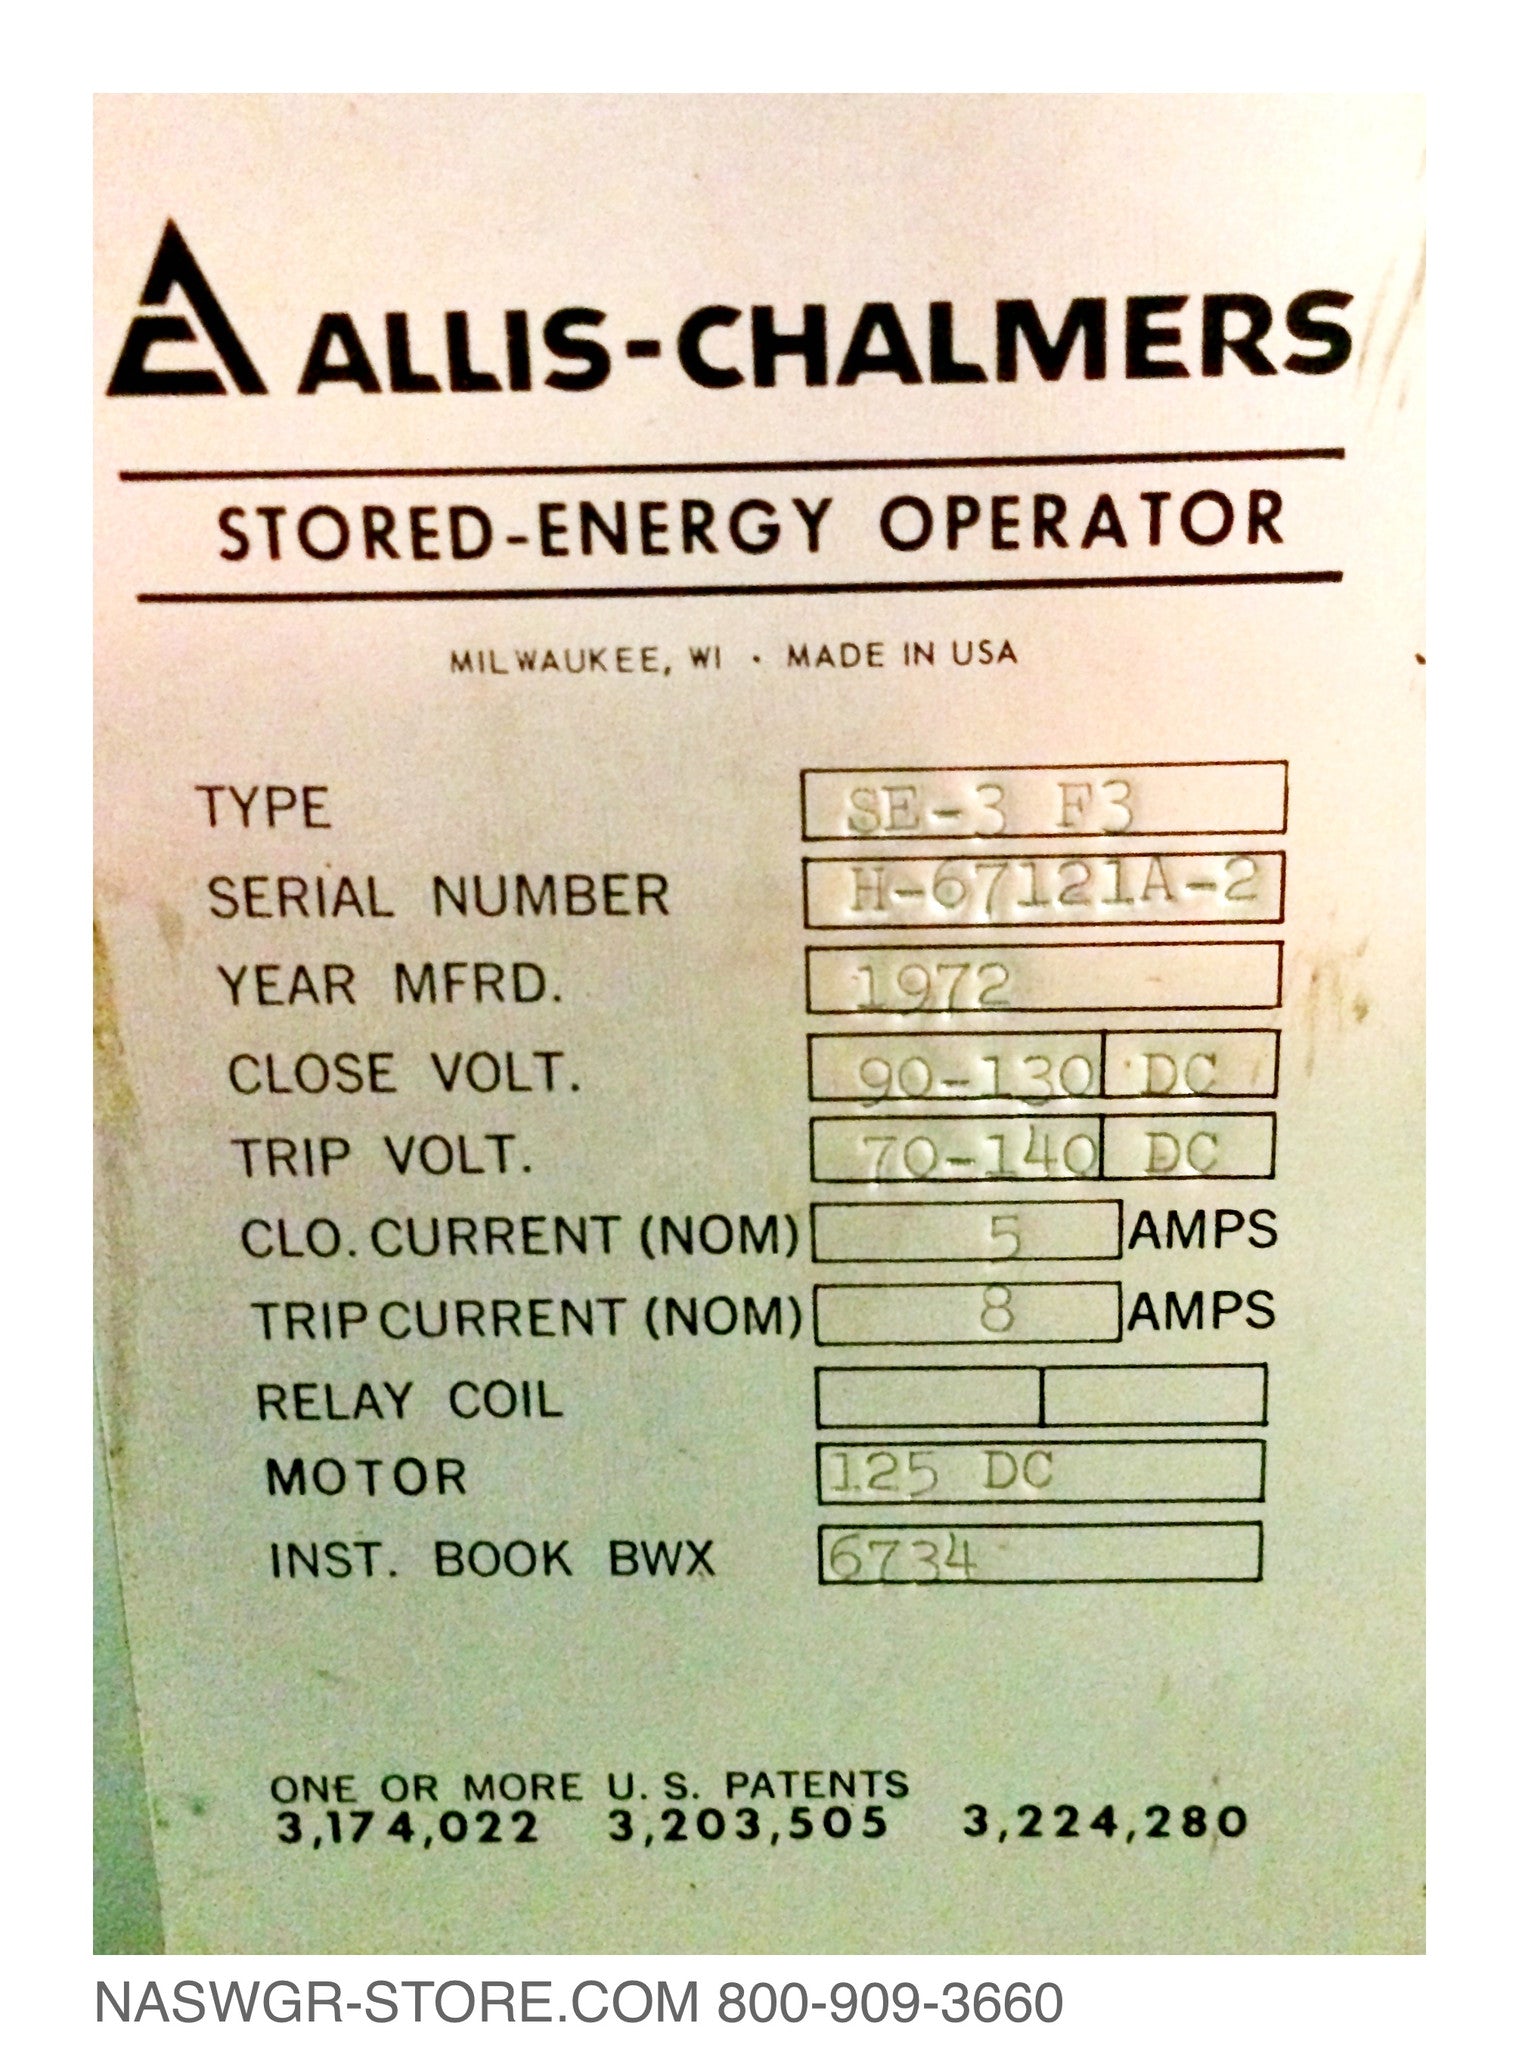 ALLIS-CHALMERS
STORED-ENERGY OPERATOR
MILWAUKEE, WI · MADE IN USA
TYPE SE-3 F3
SERIAL NUMBER H-67121A-2
YEAR MFRD. 1972
CLOSE VOLT. 90-130 DC
TRIP VOLT. 70-140 DC
CLO. CURRENT (NOM) 5 AMPS
TRIP CURRENT (NOM) 8 AMPS
RELAY COIL
MOTOR 125 DC
INST. BOOK BWX 6734
ONE OR MORE U. S. PATENTS
3,174,022 3,203,505 3,224,280
NASWGR-STORE.COM 800-909-3660